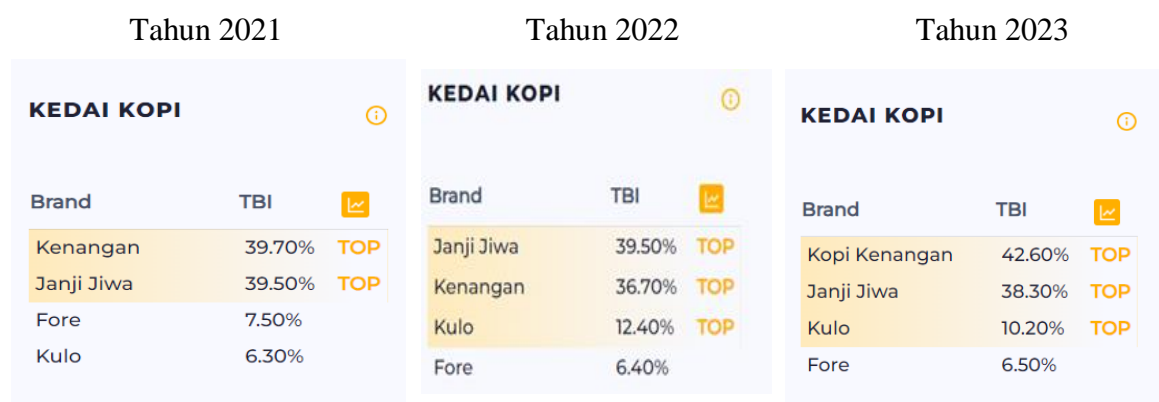 Tahun 2021
KEDAI KOPI
Brand TBI
Kenangan 39.70% TOP
Janji Jiwa 39.50% TOP
Fore 7.50%
Kulo 6.30%
Tahun 2022
KEDAI KOPI
Brand TBI
Janji Jiwa 39.50% TOP
Kenangan 36.70% TOP
Kulo 12.40% TOP
Fore 6.40%
Tahun 2023
KEDAI KOPI
Brand TBI
Kopi Kenangan 42.60% TOP
Janji Jiwa 38.30% TOP
Kulo 10.20% TOP
Fore 6.50%